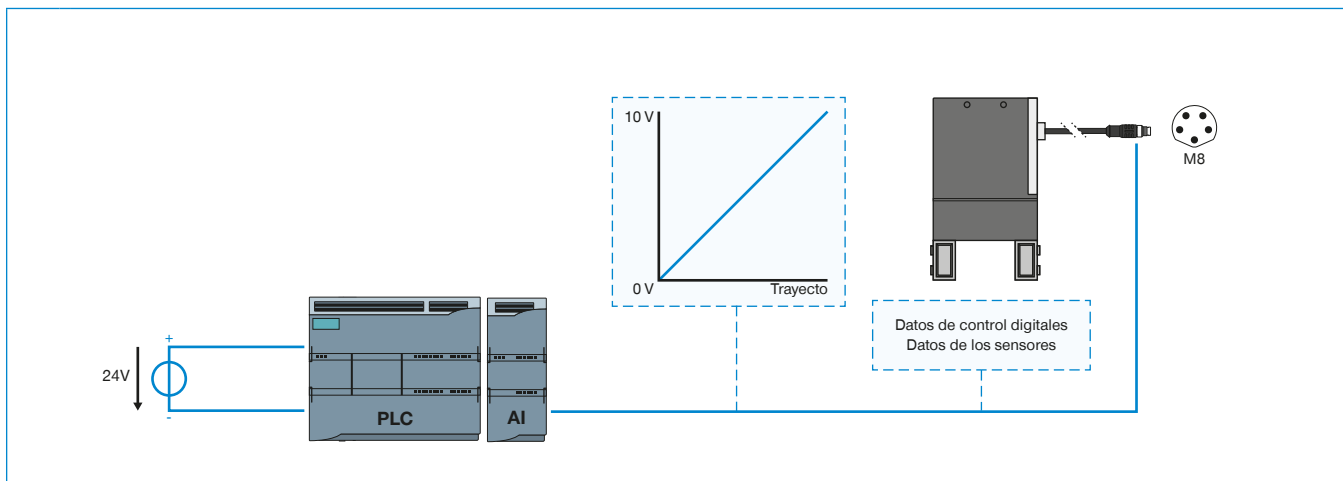 10 V
0 V
Trayecto
M8
Datos de control digitales
Datos de los sensores
24V
+
-
PLC
AI